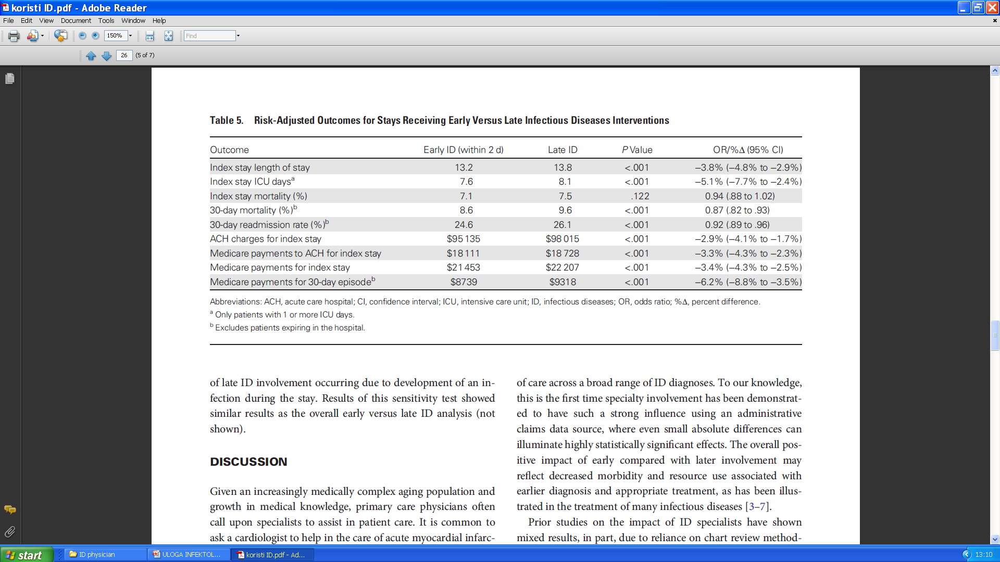 koristi ID.pdf - Adobe Reader
File Edit View Document Tools Window Help
150% Find
26 (5 of 7)
Table 5. Risk-Adjusted Outcomes for Stays Receiving Early Versus Late Infectious Diseases Interventions
Outcome Early ID (within 2 d) Late ID P Value OR/%Δ (95% CI)
Index stay length of stay 13.2 13.8 <.001 −3.8% (−4.8% to −2.9%)
Index stay ICU daysᵃ 7.6 8.1 <.001 −5.1% (−7.7% to −2.4%)
Index stay mortality (%) 7.1 7.5 .122 0.94 (.88 to 1.02)
30-day mortality (%)ᵇ 8.6 9.6 <.001 0.87 (.82 to .93)
30-day readmission rate (%)ᵇ 24.6 26.1 <.001 0.92 (.89 to .96)
ACH charges for index stay $95 135 $98 015 <.001 −2.9% (−4.1% to −1.7%)
Medicare payments to ACH for index stay $18 111 $18 728 <.001 −3.3% (−4.3% to −2.3%)
Medicare payments for index stay $21 453 $22 207 <.001 −3.4% (−4.3% to −2.5%)
Medicare payments for 30-day episodeᵇ $8739 $9318 <.001 −6.2% (−8.8% to −3.5%)
Abbreviations: ACH, acute care hospital; CI, confidence interval; ICU, intensive care unit; ID, infectious diseases; OR, odds ratio; %Δ, percent difference.
ᵃ Only patients with 1 or more ICU days.
ᵇ Excludes patients expiring in the hospital.
of late ID involvement occurring due to development of an in-
fection during the stay. Results of this sensitivity test showed
similar results as the overall early versus late ID analysis (not
shown).
DISCUSSION
Given an increasingly medically complex aging population and
growth in medical knowledge, primary care physicians often
call upon specialists to assist in patient care. It is common to
ask a cardiologist to help in the care of acute myocardial infarc-
of care across a broad range of ID diagnoses. To our knowledge,
this is the first time specialty involvement has been demonstrat-
ed to have such a strong influence using an administrative
claims data source, where even small absolute differences can
illuminate highly statistically significant effects. The overall pos-
itive impact of early compared with later involvement may
reflect decreased morbidity and resource use associated with
earlier diagnosis and appropriate treatment, as has been illus-
trated in the treatment of many infectious diseases [3–7].
Prior studies on the impact of ID specialists have shown
mixed results, in part, due to reliance on chart review method-
start ID physician ULOGA INFEKTOL... koristi ID.pdf - Ad... 13:10